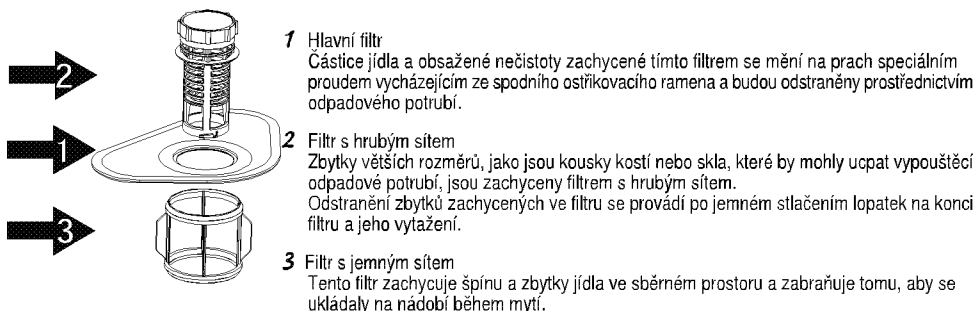 1 Hlavní filtr
Částice jídla a obsažené nečistoty zachycené tímto filtrem se mění na prach speciálním
proudem vycházejícím ze spodního ostřikovacího ramena a budou odstraněny prostřednictvím
odpadového potrubí.
2 Filtr s hrubým sítem
Zbytky větších rozměrů, jako jsou kousky kostí nebo skla, které by mohly ucpat vypouštěcí
odpadové potrubí, jsou zachyceny filtrem s hrubým sítem.
Odstranění zbytků zachycených ve filtru se provádí po jemném stlačením lopatek na konci
filtru a jeho vytažení.
3 Filtr s jemným sítem
Tento filtr zachycuje špínu a zbytky jídla ve sběrném prostoru a zabraňuje tomu, aby se
ukládaly na nádobí během mytí.
2
1
3